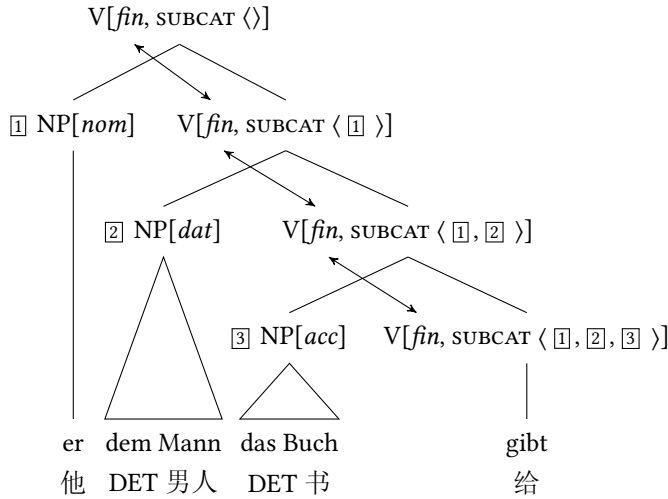 V[fin, SUBCAT ⟨⟩]
1 NP[nom] V[fin, SUBCAT ⟨ 1 ⟩]
2 NP[dat] V[fin, SUBCAT ⟨ 1, 2 ⟩]
3 NP[acc] V[fin, SUBCAT ⟨ 1, 2, 3 ⟩]
er dem Mann das Buch gibt
他 DET 男人 DET 书 给